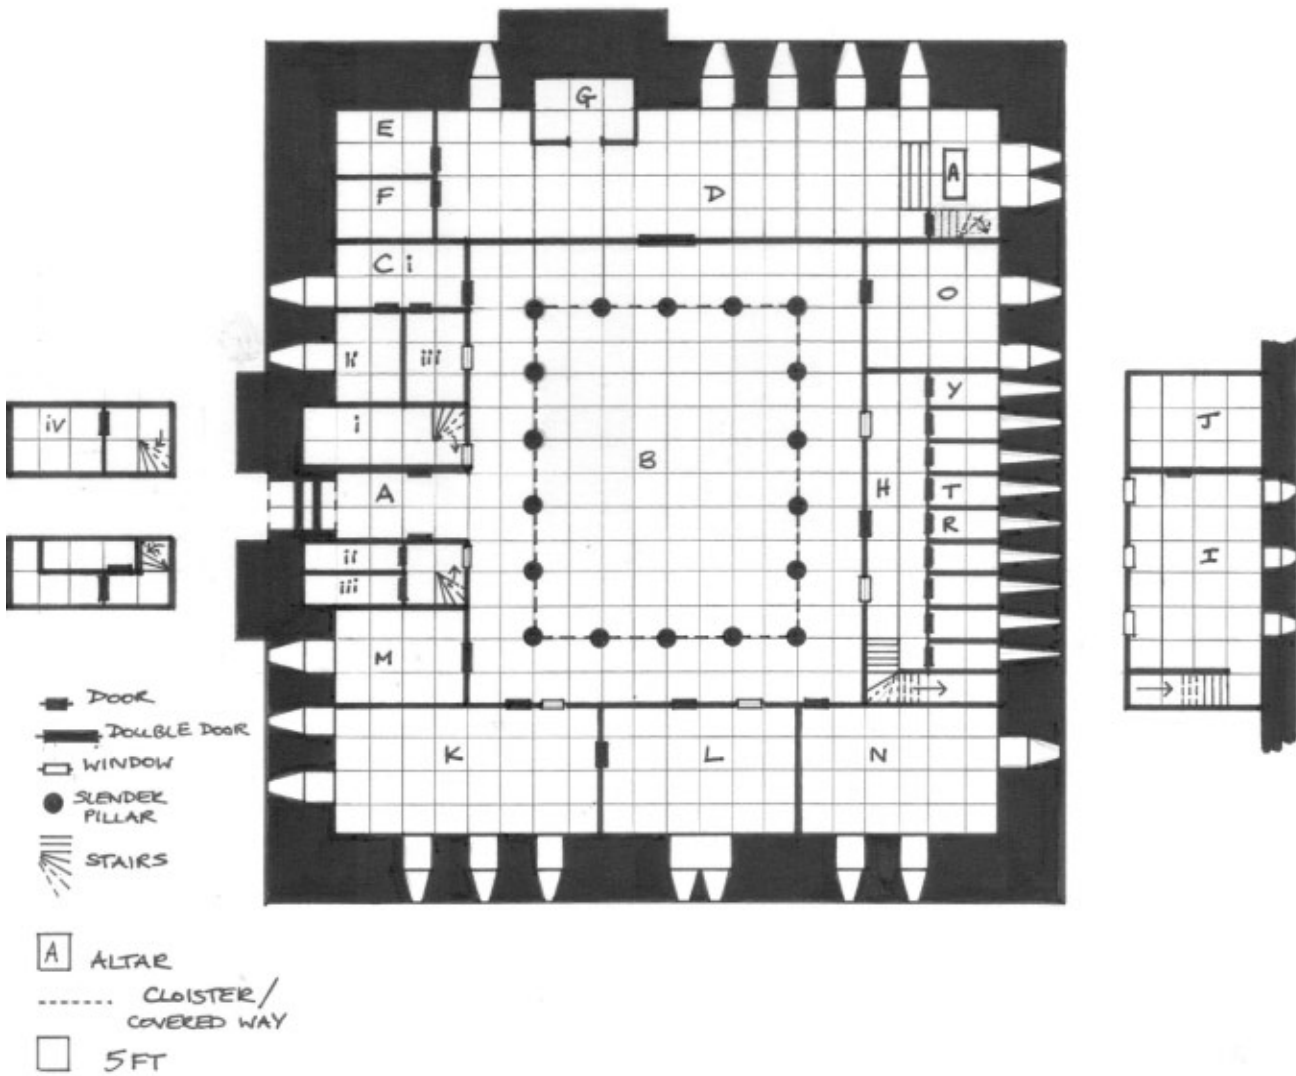 G
E
A
F
D
C i
O
ii
iii
Y
iv
i
J
B
A
H
T
R
ii
I
iii
M
DOOR
K
L
N
DOUBLE DOOR
WINDOW
SLENDER
PILLAR
STAIRS
A ALTAR
CLOISTER/
COVERED WAY
5FT